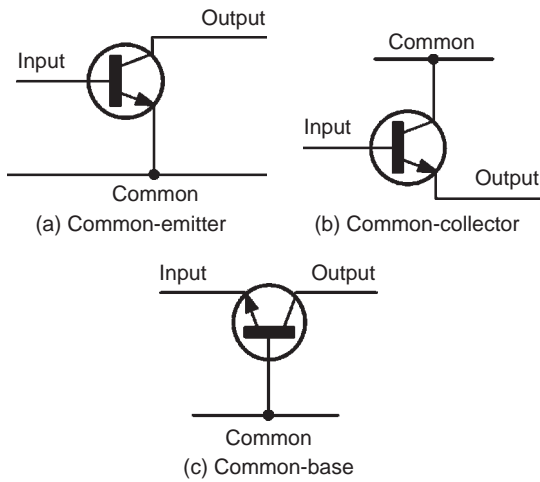 Output
Input
Common
(a) Common-emitter
Common
Input
Output
(b) Common-collector
Input Output
Common
(c) Common-base